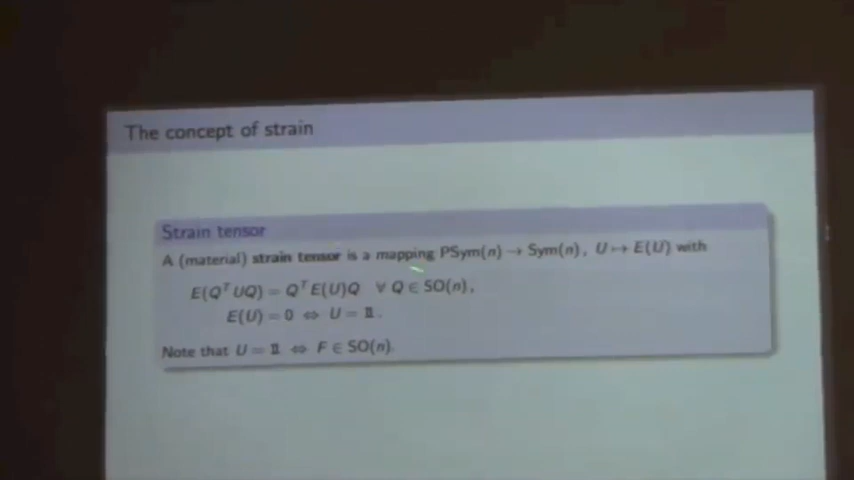 The concept of strain
Strain tensor
A (material) strain tensor is a mapping PSym(n) → Sym(n), U ↦ E(U) with
E(QᵀUQ) = QᵀE(U)Q ∀ Q ∈ SO(n),
E(U) = 0 ⇔ U = 𝟙.
Note that U = 𝟙 ⇔ F ∈ SO(n).